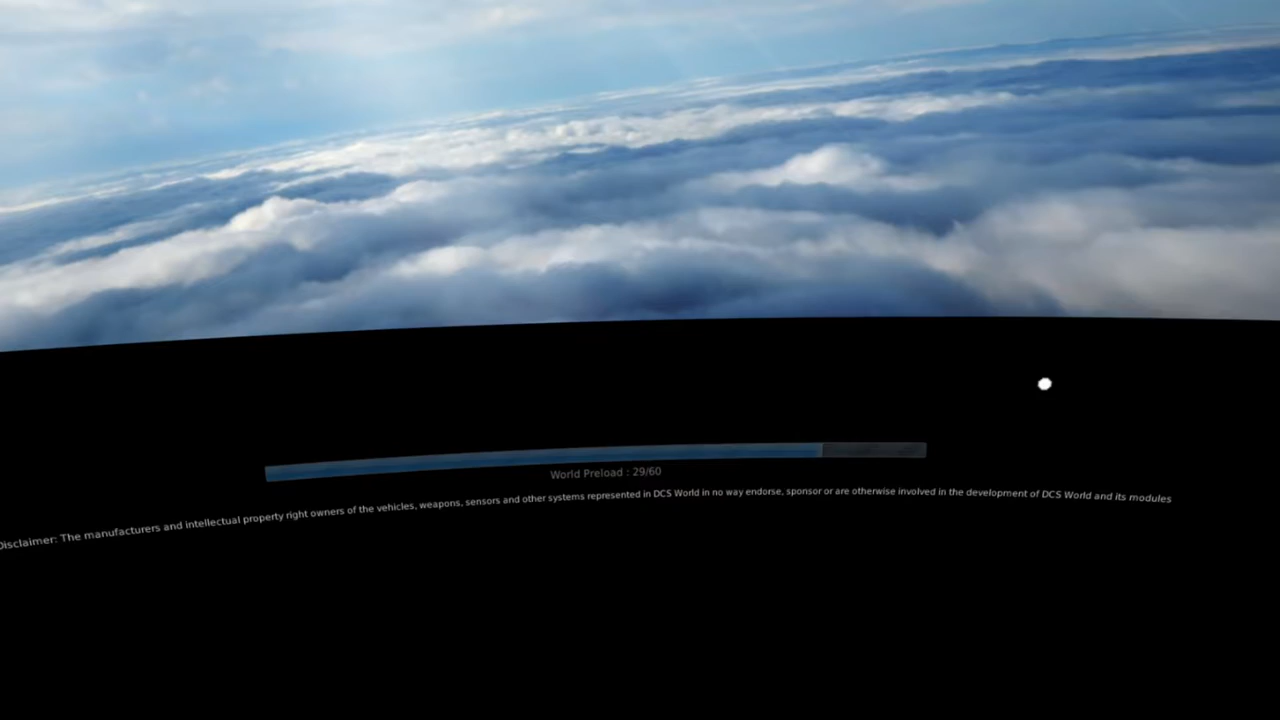 World Preload : 29/60
Disclaimer: The manufacturers and intellectual property right owners of the vehicles, weapons, sensors and other systems represented in DCS World in no way endorse, sponsor or are otherwise involved in the development of DCS World and its modules